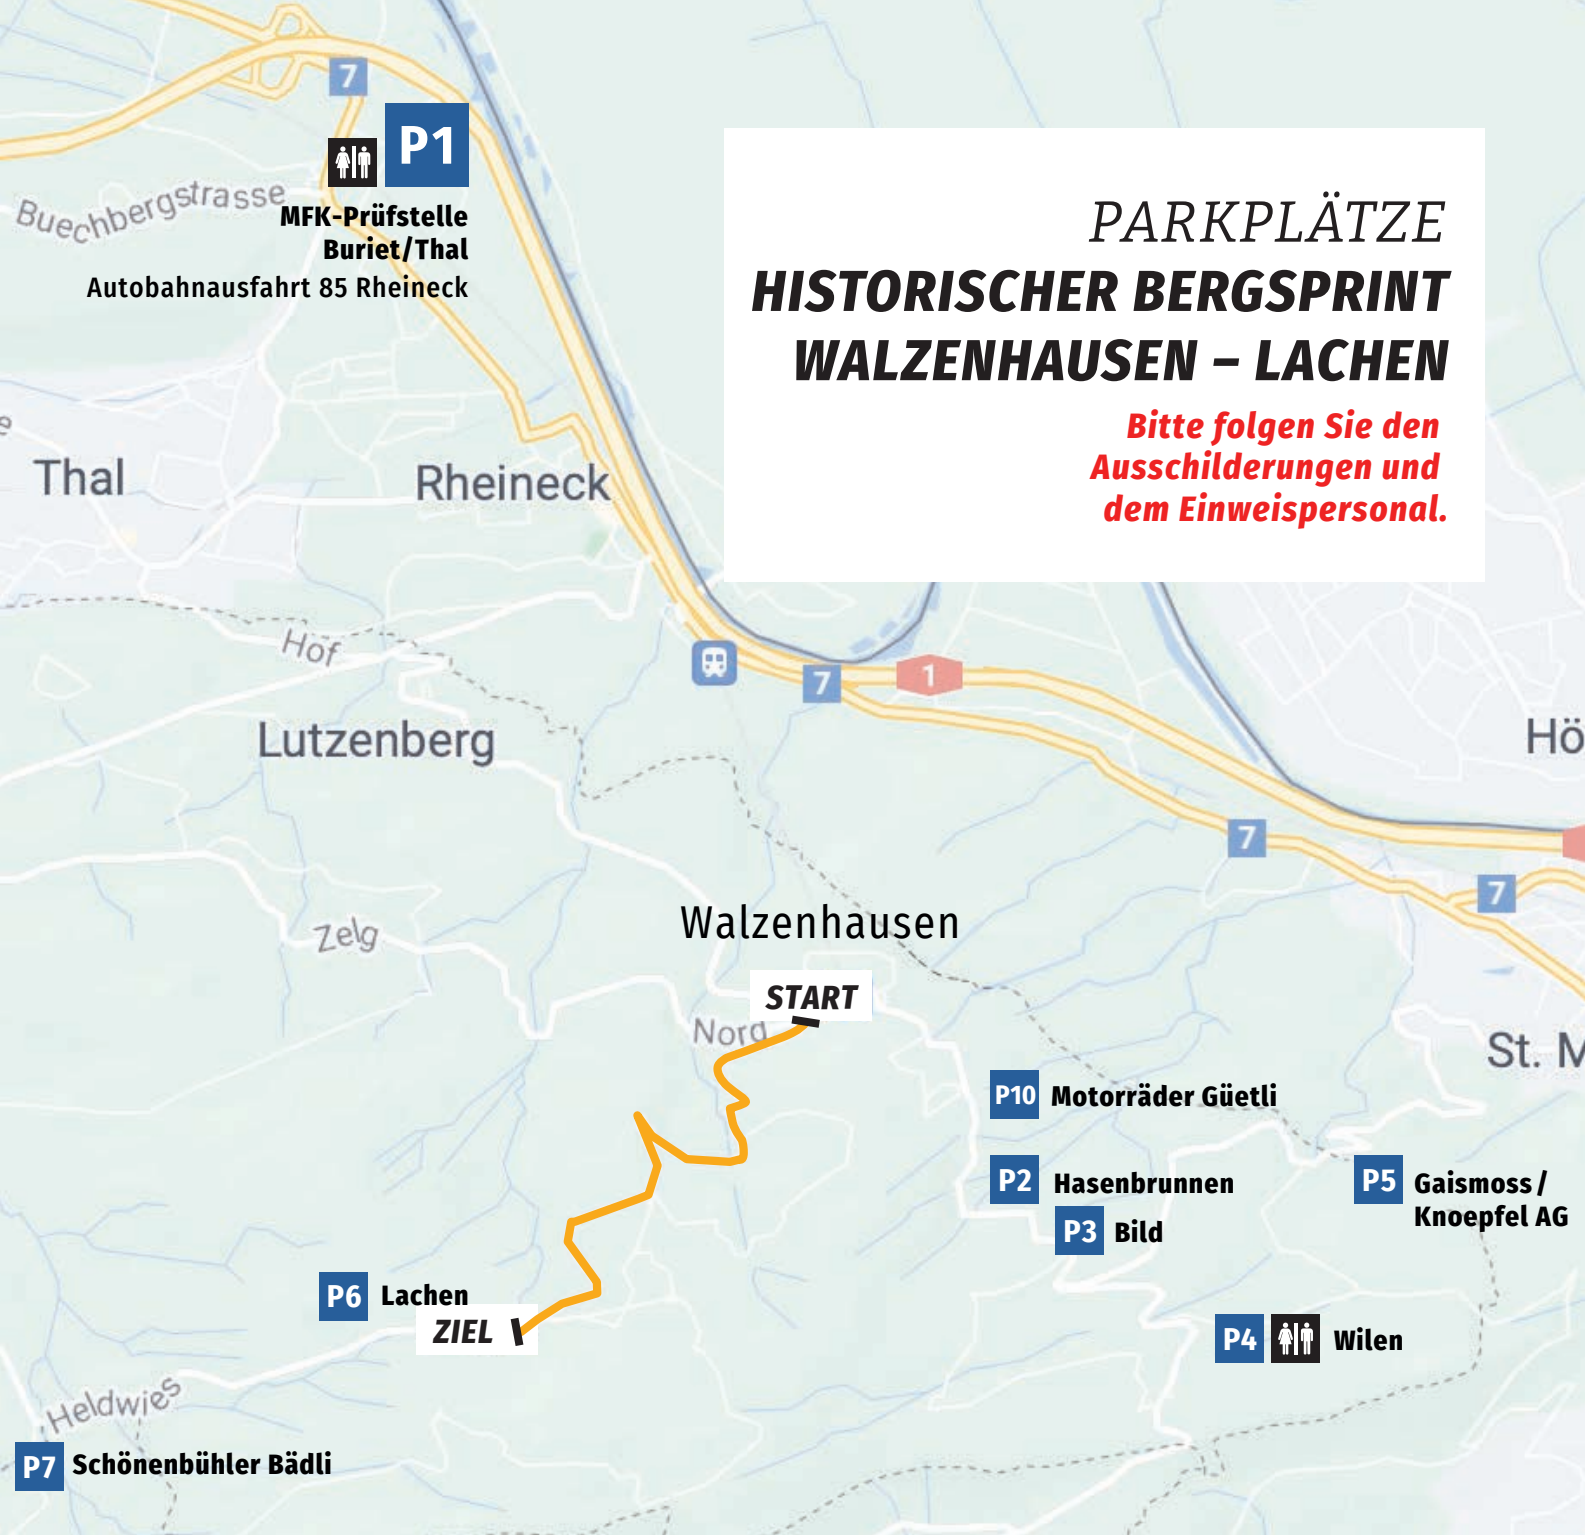 7
P1
Buechbergstrasse
MFK-Prüfstelle
Buriet/Thal
Autobahnausfahrt 85 Rheineck
PARKPLÄTZE
HISTORISCHER BERGSPRINT
WALZENHAUSEN – LACHEN
Bitte folgen Sie den
Ausschilderungen und
dem Einweispersonal.
e
Thal
Rheineck
Hof
7
1
Lutzenberg
Hö
7
7
Zelg
Walzenhausen
START
Nord
St. M
P10 Motorräder Güetli
P2 Hasenbrunnen
P3 Bild
P5 Gaismoss /
Knoepfel AG
P6 Lachen
ZIEL
P4 Wilen
Heldwies
P7 Schönenbühler Bädli